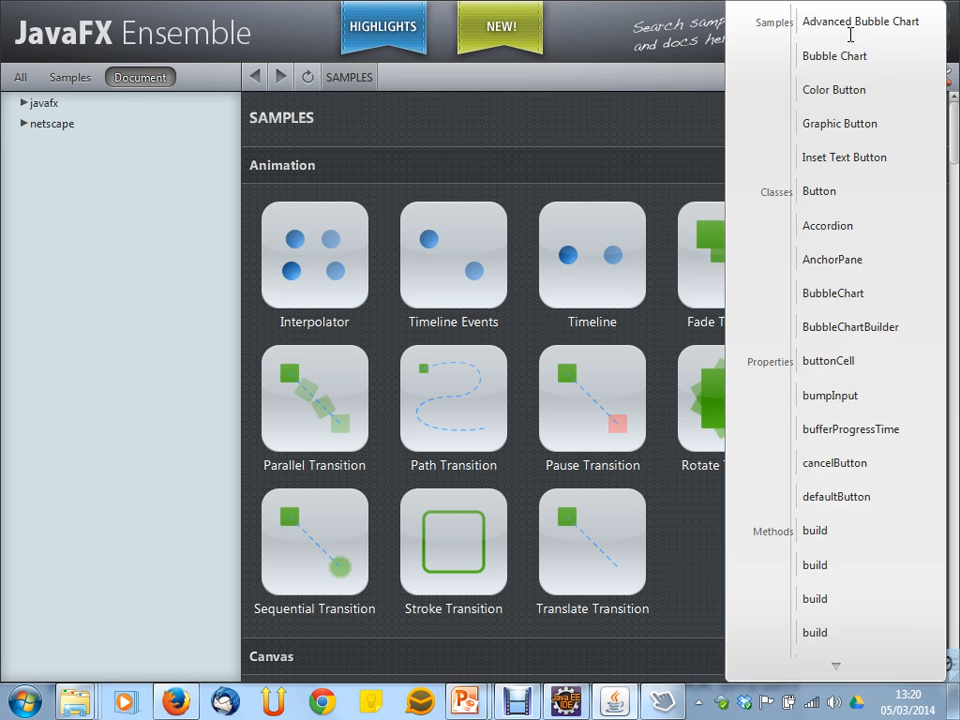 JavaFX Ensemble
HIGHLIGHTS
NEW!
Search samp
and docs her
All
Samples
Document
SAMPLES
javafx
netscape
SAMPLES
Animation
Interpolator
Timeline Events
Timeline
Fade T
Parallel Transition
Path Transition
Pause Transition
Rotate
Sequential Transition
Stroke Transition
Translate Transition
Canvas
Samples
Advanced Bubble Chart
Bubble Chart
Color Button
Graphic Button
Inset Text Button
Classes
Button
Accordion
AnchorPane
BubbleChart
BubbleChartBuilder
Properties
buttonCell
bumpInput
bufferProgressTime
cancelButton
defaultButton
Methods
build
build
build
build
Java EE
IDE
13:20
05/03/2014